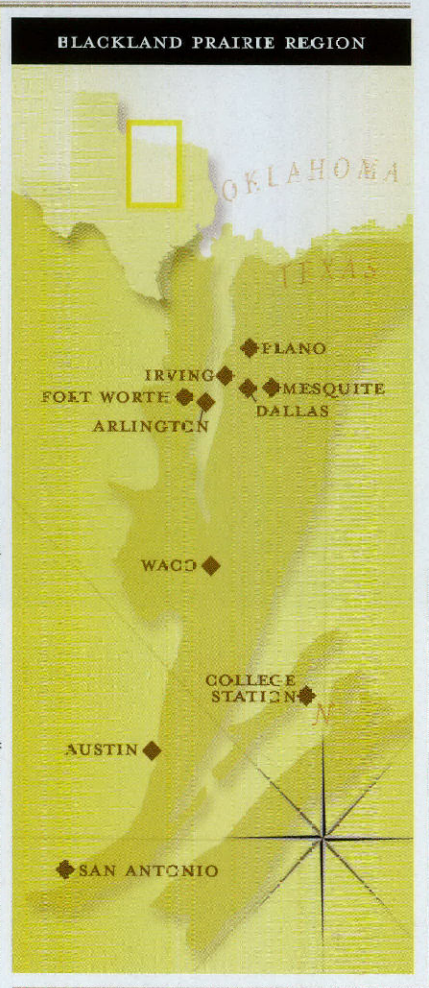 BLACKLAND PRAIRIE REGION
OKLAHOMA
TEXAS
PLANO
IRVING
MESQUITE
FORT WORTH
DALLAS
ARLINGTON
WACO
COLLEGE
STATION
N
AUSTIN
SAN ANTONIO